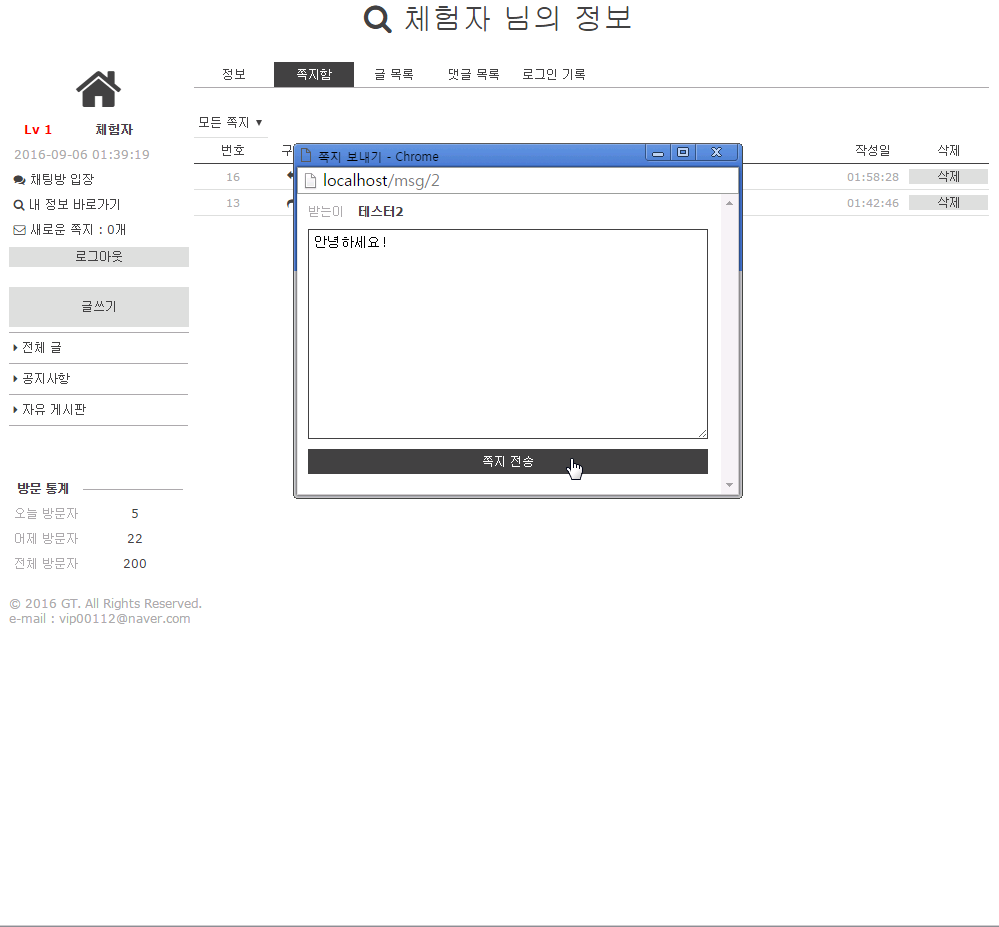 체험자 님의 정보
정보 쪽지함 글 목록 댓글 목록 로그인 기록
Lv 1 체험자
2016-09-06 01:39:19
채팅방 입장
내 정보 바로가기
새로운 쪽지 : 0개
로그아웃
글쓰기
전체 글
공지사항
자유 게시판
방문 통계
오늘 방문자 5
어제 방문자 22
전체 방문자 200
© 2016 GT. All Rights Reserved.
e-mail : vip00112@naver.com
모든 쪽지 ▼
번호 작성일 삭제
16 01:58:28 삭제
13 01:42:46 삭제
쪽지 보내기 - Chrome
localhost/msg/2
받는이 테스터2
안녕하세요!
쪽지 전송